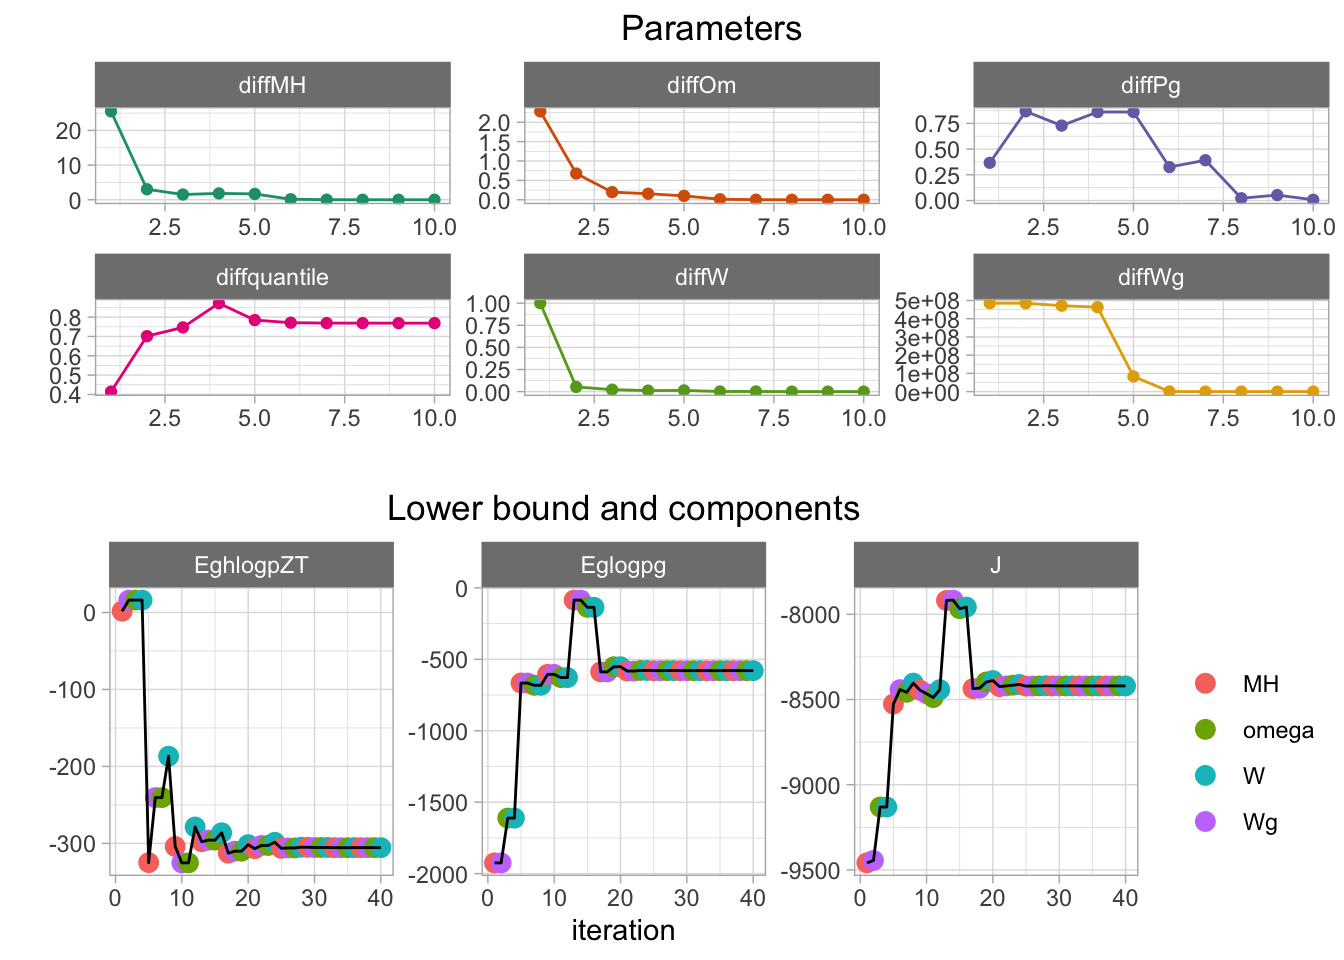 Parameters
diffMH
diffOm
diffPg
20
10
0
2.5 5.0 7.5 10.0
2.0
1.5
1.0
0.5
0.0
2.5 5.0 7.5 10.0
0.75
0.50
0.25
0.00
2.5 5.0 7.5 10.0
diffquantile
diffW
diffWg
0.8
0.7
0.6
0.5
0.4
2.5 5.0 7.5 10.0
1.00
0.75
0.50
0.25
0.00
2.5 5.0 7.5 10.0
5e+08
4e+08
3e+08
2e+08
1e+08
0e+00
2.5 5.0 7.5 10.0
Lower bound and components
EghlogpZT
Eglogpg
J
0
-100
-200
-300
0 10 20 30 40
0
-500
-1000
-1500
-2000
0 10 20 30 40
-8000
-8500
-9000
-9500
0 10 20 30 40
iteration
MH
omega
W
Wg